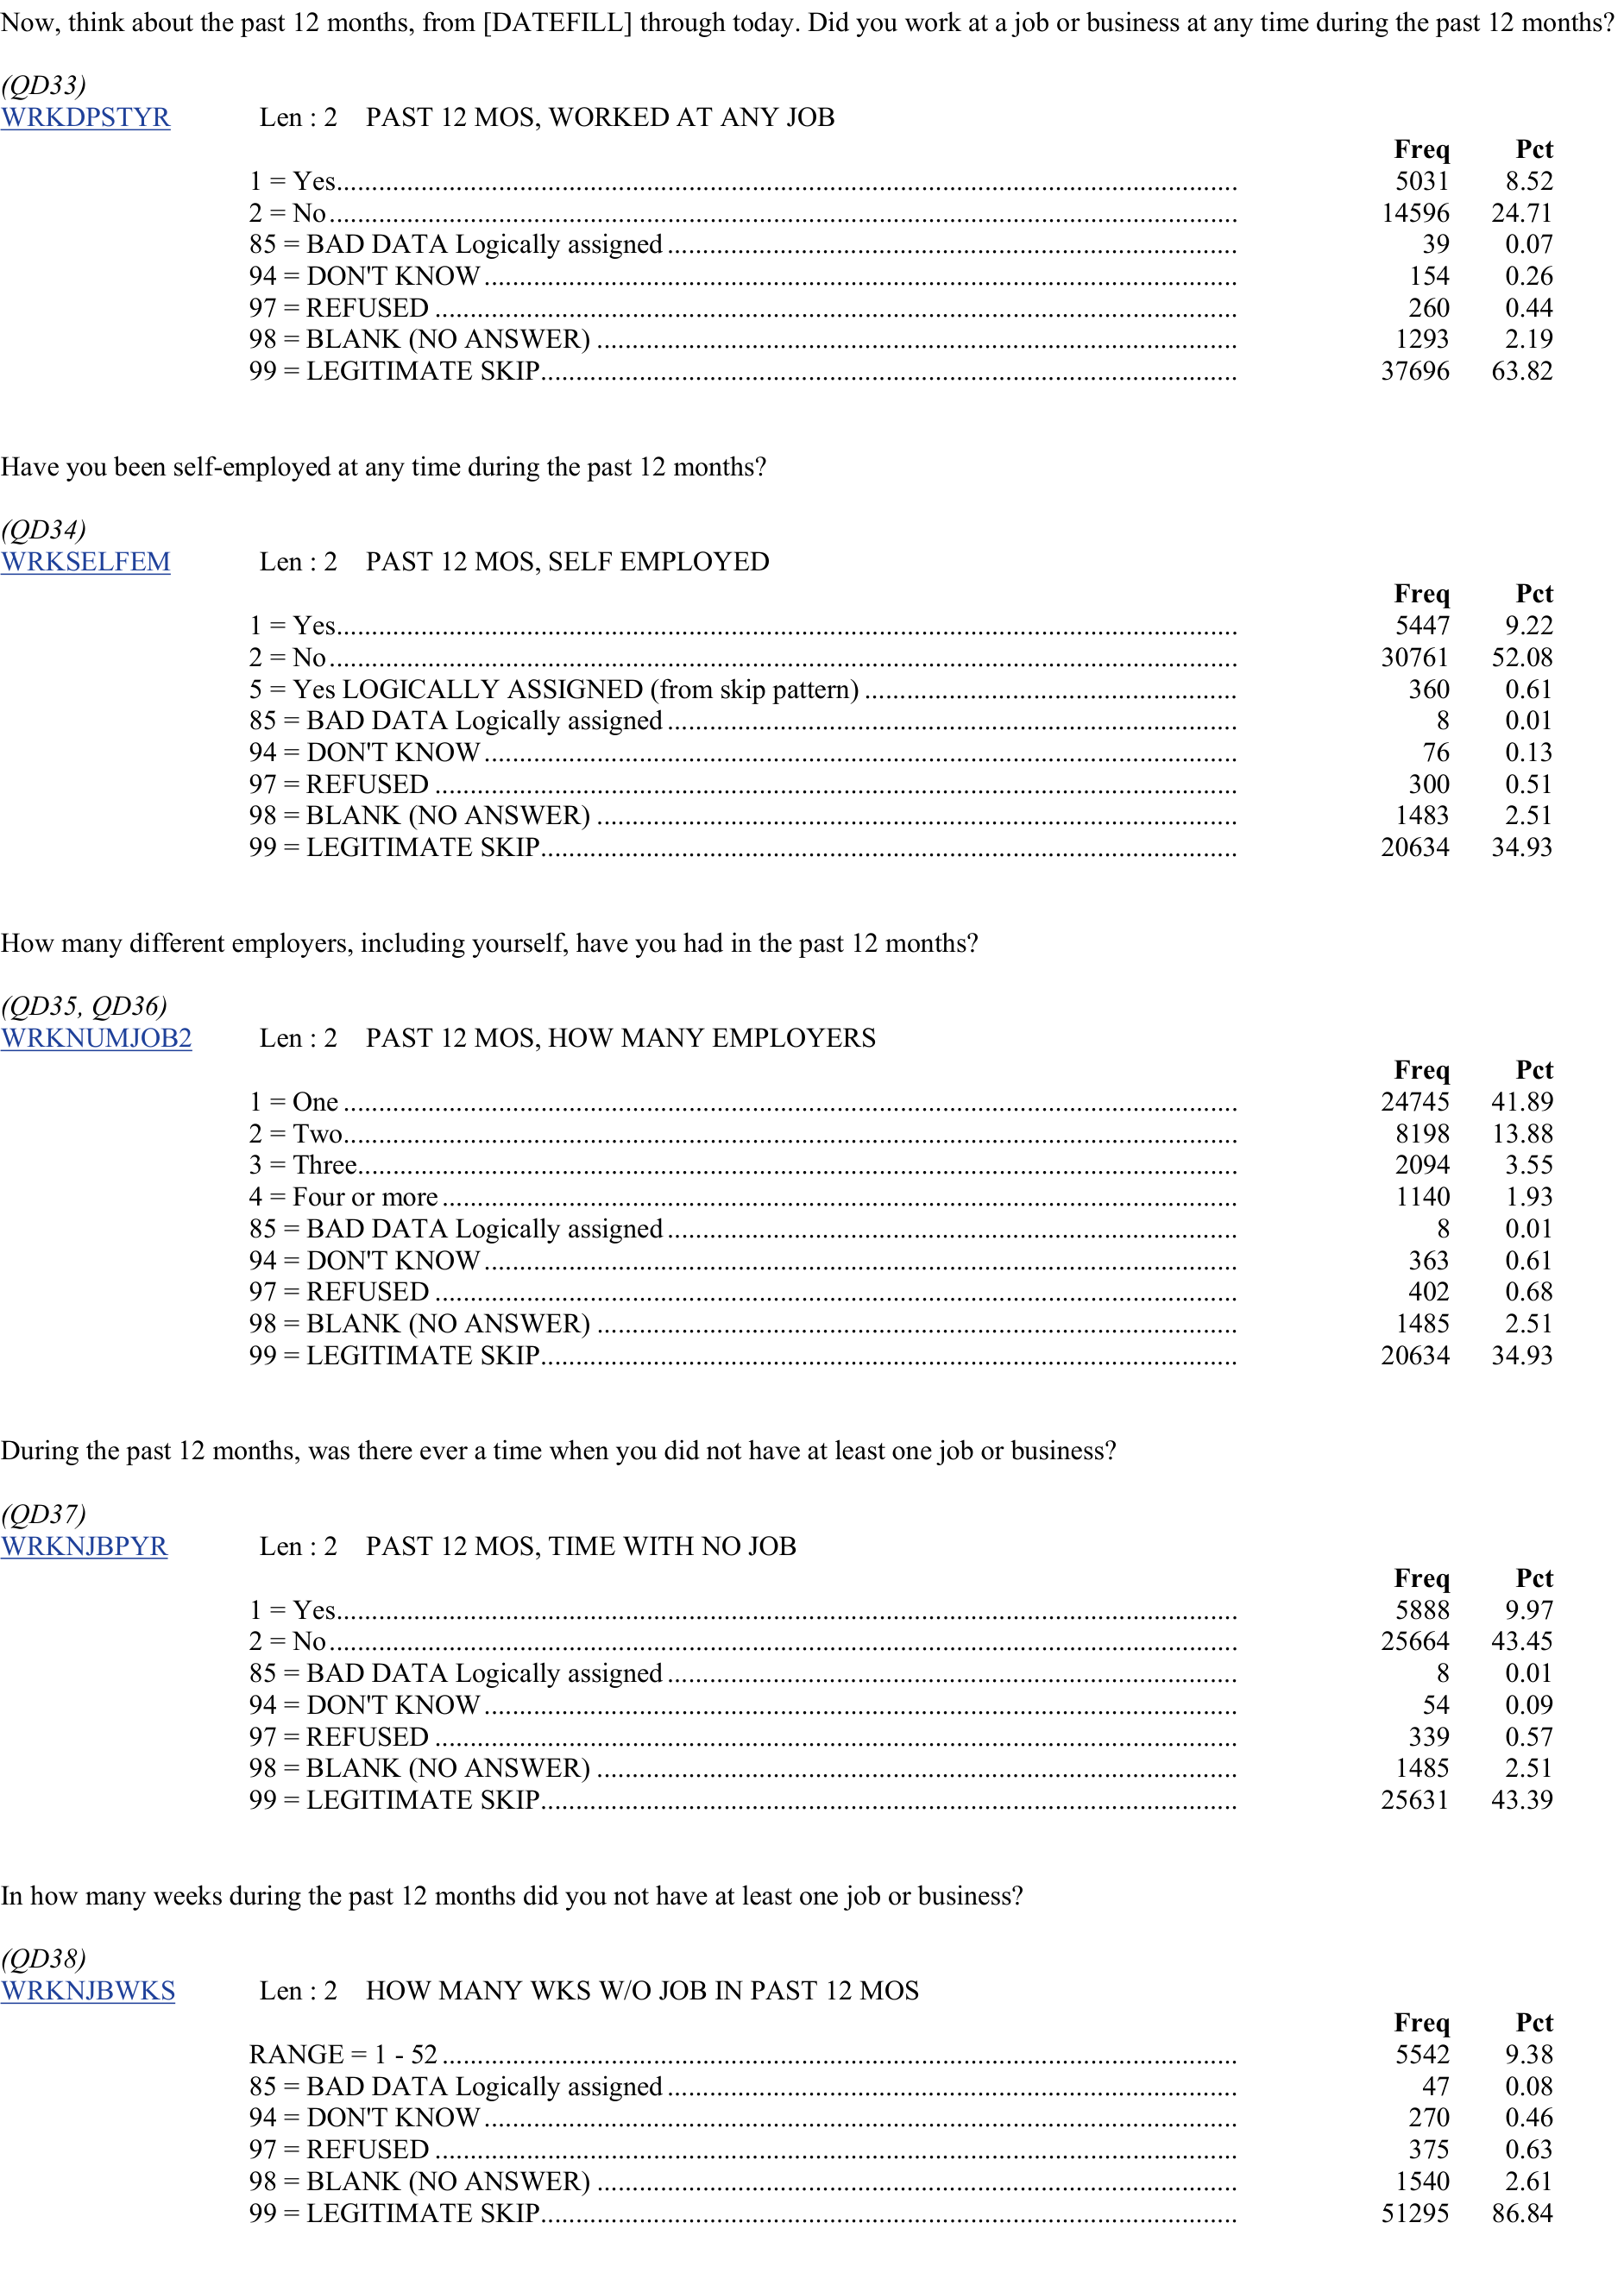 Now, think about the past 12 months, from [DATEFILL] through today. Did you work at a job or business at any time during the past 12 months?
(QD33)
WRKDPSTYR Len : 2 PAST 12 MOS, WORKED AT ANY JOB
Freq Pct
1 = Yes 5031 8.52
2 = No 14596 24.71
85 = BAD DATA Logically assigned 39 0.07
94 = DON'T KNOW 154 0.26
97 = REFUSED 260 0.44
98 = BLANK (NO ANSWER) 1293 2.19
99 = LEGITIMATE SKIP 37696 63.82
Have you been self-employed at any time during the past 12 months?
(QD34)
WRKSELFEM Len : 2 PAST 12 MOS, SELF EMPLOYED
Freq Pct
1 = Yes 5447 9.22
2 = No 30761 52.08
5 = Yes LOGICALLY ASSIGNED (from skip pattern) 360 0.61
85 = BAD DATA Logically assigned 8 0.01
94 = DON'T KNOW 76 0.13
97 = REFUSED 300 0.51
98 = BLANK (NO ANSWER) 1483 2.51
99 = LEGITIMATE SKIP 20634 34.93
How many different employers, including yourself, have you had in the past 12 months?
(QD35, QD36)
WRKNUMJOB2 Len : 2 PAST 12 MOS, HOW MANY EMPLOYERS
Freq Pct
1 = One 24745 41.89
2 = Two 8198 13.88
3 = Three 2094 3.55
4 = Four or more 1140 1.93
85 = BAD DATA Logically assigned 8 0.01
94 = DON'T KNOW 363 0.61
97 = REFUSED 402 0.68
98 = BLANK (NO ANSWER) 1485 2.51
99 = LEGITIMATE SKIP 20634 34.93
During the past 12 months, was there ever a time when you did not have at least one job or business?
(QD37)
WRKNJBPYR Len : 2 PAST 12 MOS, TIME WITH NO JOB
Freq Pct
1 = Yes 5888 9.97
2 = No 25664 43.45
85 = BAD DATA Logically assigned 8 0.01
94 = DON'T KNOW 54 0.09
97 = REFUSED 339 0.57
98 = BLANK (NO ANSWER) 1485 2.51
99 = LEGITIMATE SKIP 25631 43.39
In how many weeks during the past 12 months did you not have at least one job or business?
(QD38)
WRKNJBWKS Len : 2 HOW MANY WKS W/O JOB IN PAST 12 MOS
Freq Pct
RANGE = 1 - 52 5542 9.38
85 = BAD DATA Logically assigned 47 0.08
94 = DON'T KNOW 270 0.46
97 = REFUSED 375 0.63
98 = BLANK (NO ANSWER) 1540 2.61
99 = LEGITIMATE SKIP 51295 86.84